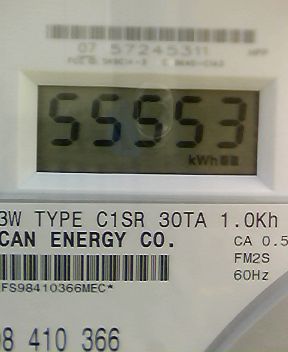 07 57245311
55553
kWh
3W TYPE C1SR 30TA 1.0Kh
CAN ENERGY CO.
CA 0.5
FM2S
60Hz
FS98410366MEC*
98 410 366